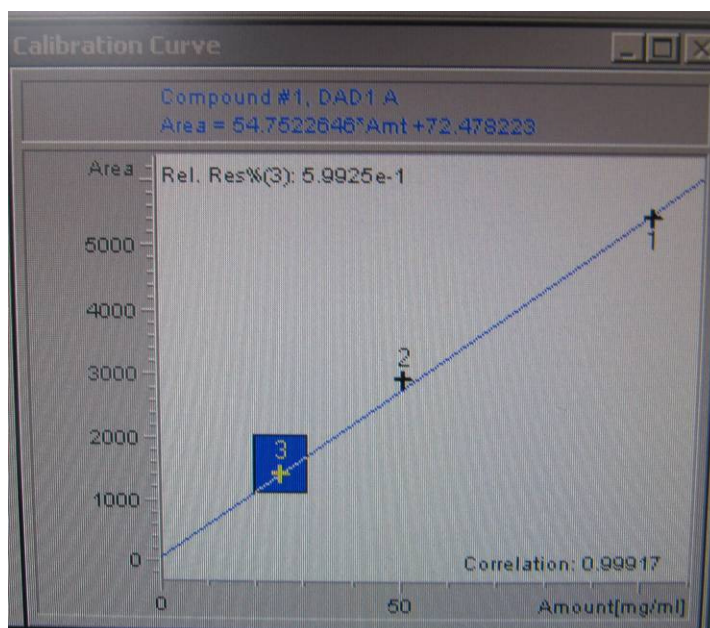 Calibration Curve
Compound #1, DAD1 A
Area = 54.7522646*Amt +72.478223
Area
Rel. Res%(3): 5.9925e-1
1
5000
4000
2
3000
2000
3
1000
0
Correlation: 0.99917
0
50
Amount[mg/ml]